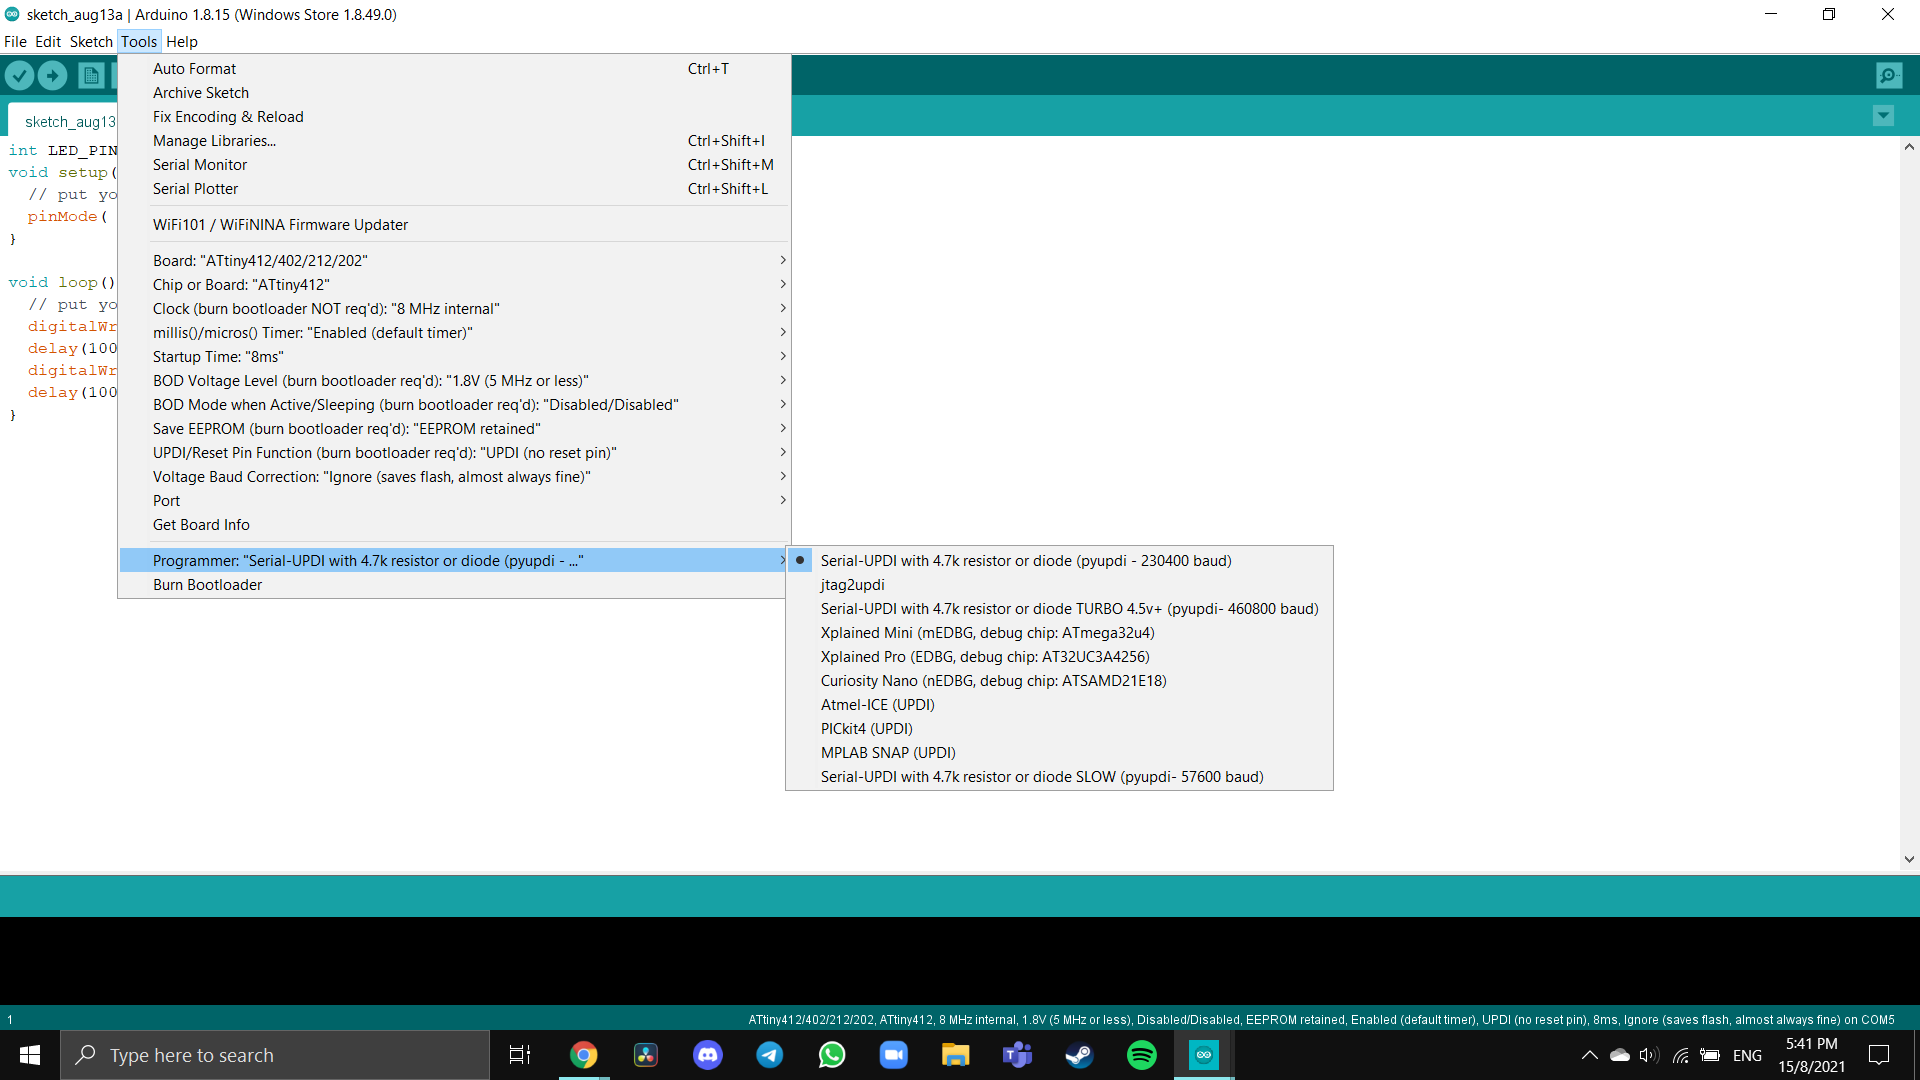 sketch_aug13a | Arduino 1.8.15 (Windows Store 1.8.49.0)
File Edit Sketch Tools Help
Auto Format Ctrl+T
Archive Sketch
Fix Encoding & Reload
Manage Libraries... Ctrl+Shift+I
Serial Monitor Ctrl+Shift+M
Serial Plotter Ctrl+Shift+L
WiFi101 / WiFiNINA Firmware Updater
Board: "ATtiny412/402/212/202"
Chip or Board: "ATtiny412"
Clock (burn bootloader NOT req'd): "8 MHz internal"
millis()/micros() Timer: "Enabled (default timer)"
Startup Time: "8ms"
BOD Voltage Level (burn bootloader req'd): "1.8V (5 MHz or less)"
BOD Mode when Active/Sleeping (burn bootloader req'd): "Disabled/Disabled"
Save EEPROM (burn bootloader req'd): "EEPROM retained"
UPDI/Reset Pin Function (burn bootloader req'd): "UPDI (no reset pin)"
Voltage Baud Correction: "Ignore (saves flash, almost always fine)"
Port
Get Board Info
Programmer: "Serial-UPDI with 4.7k resistor or diode (pyupdi - ..."
Burn Bootloader
Serial-UPDI with 4.7k resistor or diode (pyupdi - 230400 baud)
jtag2updi
Serial-UPDI with 4.7k resistor or diode TURBO 4.5v+ (pyupdi- 460800 baud)
Xplained Mini (mEDBG, debug chip: ATmega32u4)
Xplained Pro (EDBG, debug chip: AT32UC3A4256)
Curiosity Nano (nEDBG, debug chip: ATSAMD21E18)
Atmel-ICE (UPDI)
PICkit4 (UPDI)
MPLAB SNAP (UPDI)
Serial-UPDI with 4.7k resistor or diode SLOW (pyupdi- 57600 baud)
sketch_aug13
int LED_PIN
void setup(
// put yo
pinMode(
}
void loop()
// put yo
digitalWr
delay(100
digitalWr
delay(100
}
1 ATtiny412/402/212/202, ATtiny412, 8 MHz internal, 1.8V (5 MHz or less), Disabled/Disabled, EEPROM retained, Enabled (default timer), UPDI (no reset pin), 8ms, Ignore (saves flash, almost always fine) on COM5
Type here to search
ENG
5:41 PM
15/8/2021